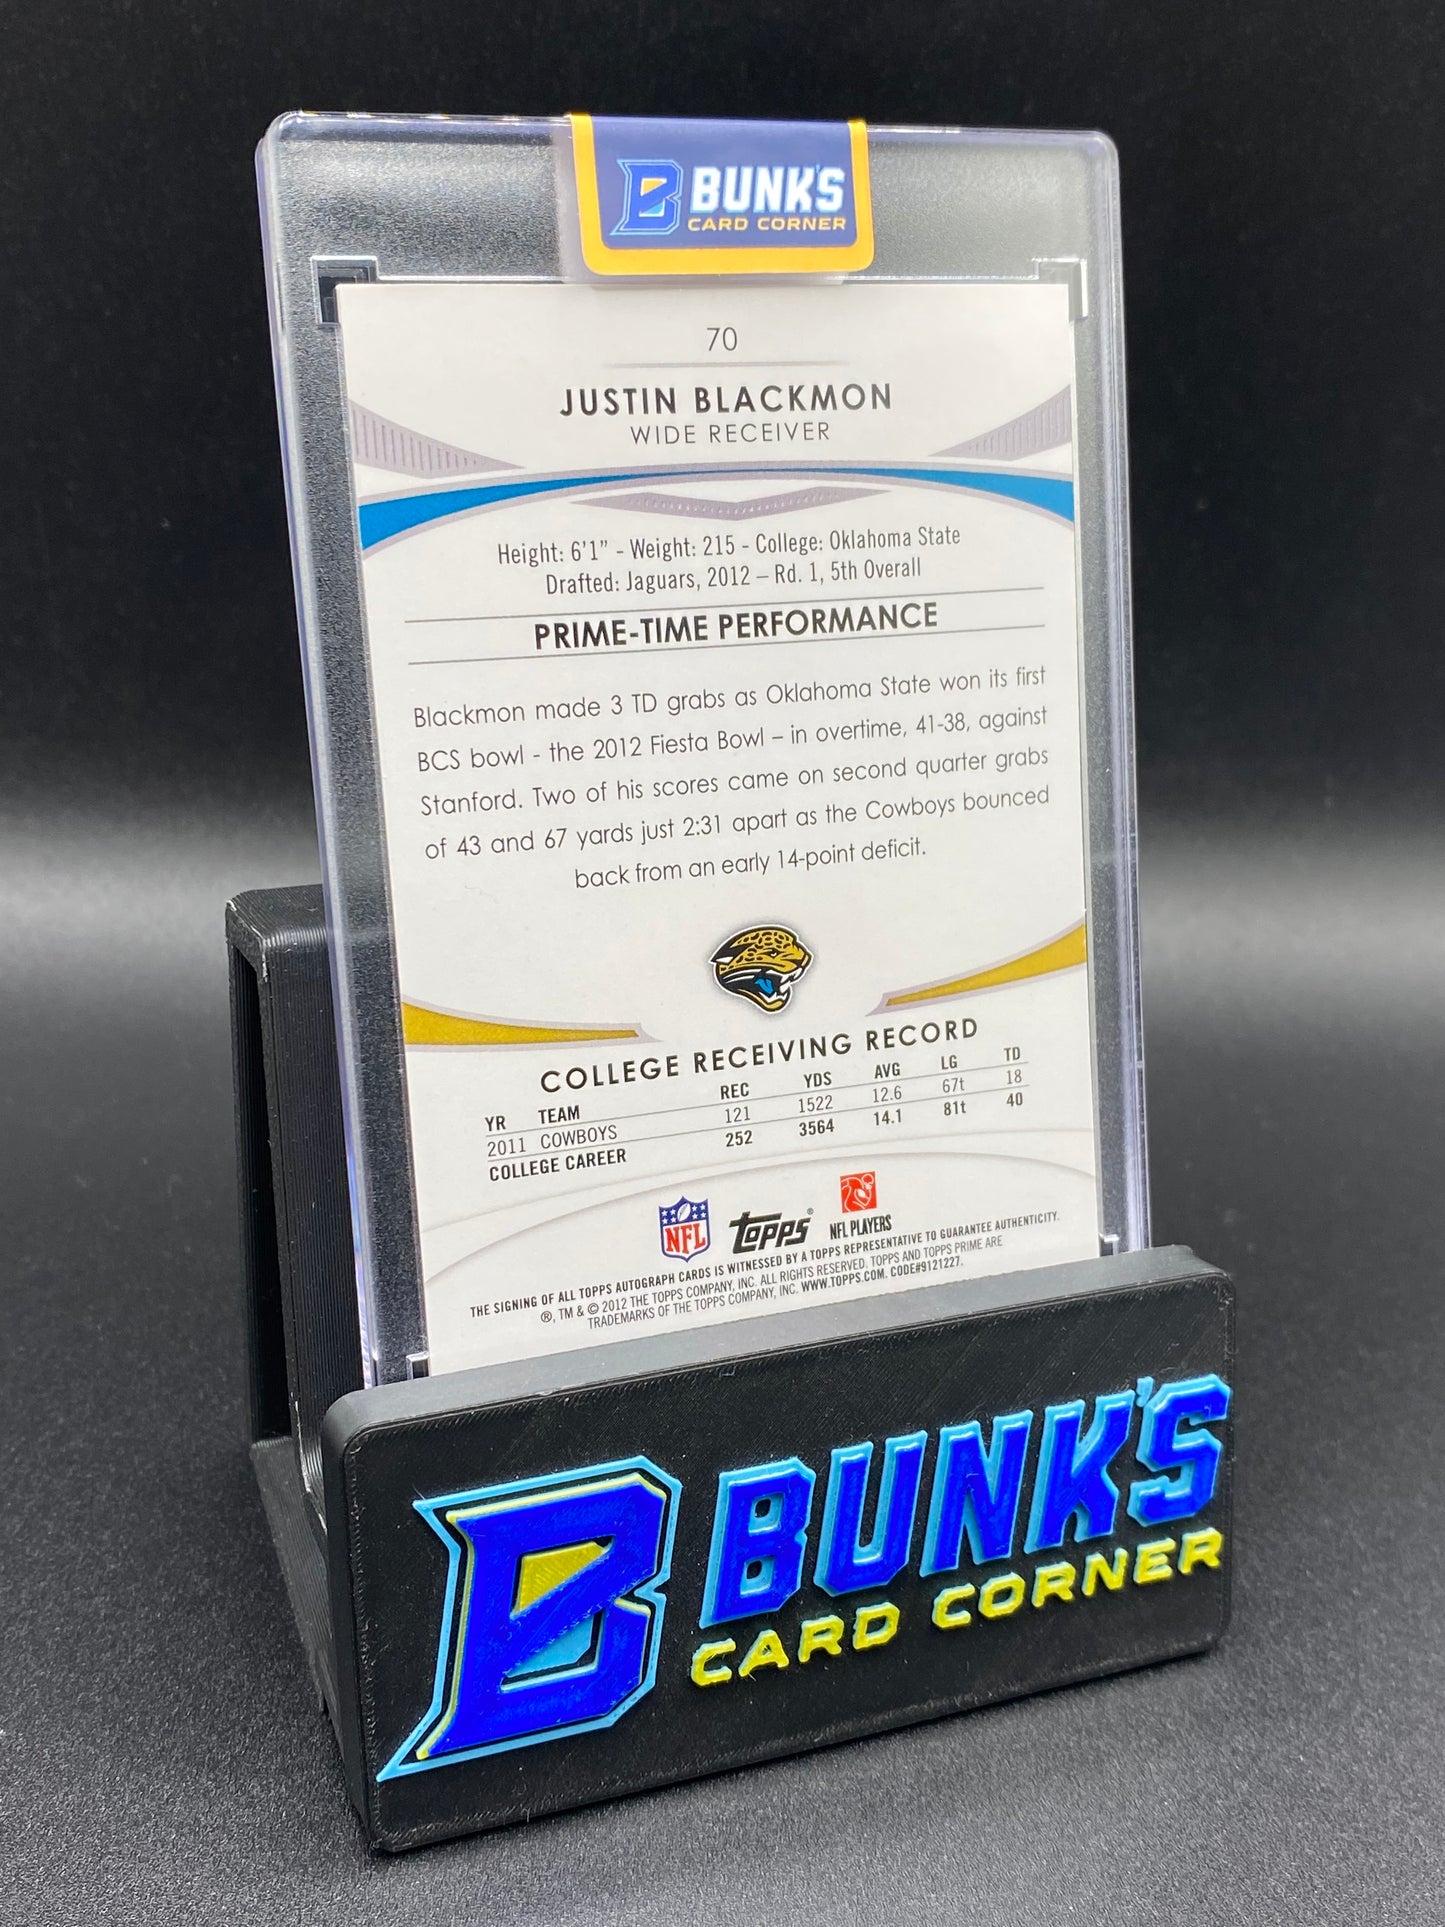 BUNK'S
CARD CORNER
70
JUSTIN BLACKMON
WIDE RECEIVER
Height: 6'1" - Weight: 215 - College: Oklahoma State
Drafted: Jaguars, 2012 – Rd. 1, 5th Overall
PRIME-TIME PERFORMANCE
Blackmon made 3 TD grabs as Oklahoma State won its first
BCS bowl - the 2012 Fiesta Bowl – in overtime, 41-38, against
Stanford. Two of his scores came on second quarter grabs
of 43 and 67 yards just 2:31 apart as the Cowboys bounced
back from an early 14-point deficit.
COLLEGE RECEIVING RECORD
YR TEAM REC YDS AVG LG TD
2011 COWBOYS 121 1522 12.6 67t 18
COLLEGE CAREER 252 3564 14.1 81t 40
NFL Topps® NFL PLAYERS
THE SIGNING OF ALL TOPPS AUTOGRAPH CARDS IS WITNESSED BY A TOPPS REPRESENTATIVE TO GUARANTEE AUTHENTICITY.
®, TM & © 2012 THE TOPPS COMPANY, INC. ALL RIGHTS RESERVED. TOPPS AND TOPPS PRIME ARE
TRADEMARKS OF THE TOPPS COMPANY, INC. WWW.TOPPS.COM. CODE#9121227.
B BUNK'S
CARD CORNER